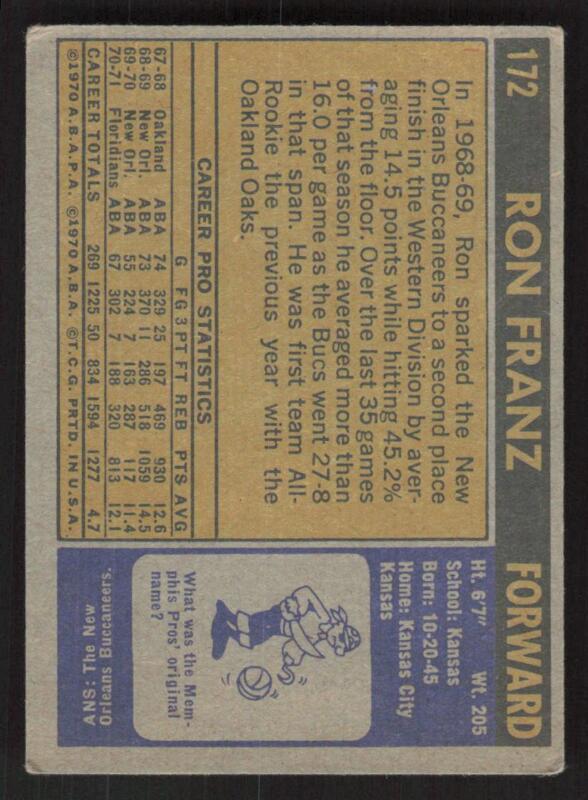 172 RON FRANZ FORWARD
In 1968-69, Ron sparked the New
Orleans Buccaneers to a second place
finish in the Western Division by aver-
aging 14.5 points while hitting 45.2%
from the floor. Over the last 35 games
of that season he averaged more than
16.0 per game as the Bucs went 27-8
in that span. He was first team All-
Rookie the previous year with the
Oakland Oaks.
CAREER PRO STATISTICS
G FG 3PT FT REB PTS AVG
67-68 Oakland ABA 74 329 25 197 469 930 12.6
68-69 New Orl. ABA 73 370 11 286 518 1059 14.5
69-70 New Orl. ABA 55 224 7 163 287 117 11.4
70-71 Floridians ABA 67 302 7 188 320 813 12.1
CAREER TOTALS 269 1225 50 834 1594 1277 4.7
©1970 A.B.A.P.A. ©1970 A.B.A. ©T.C.G. PRTD. IN U.S.A.
Ht. 6'7" Wt. 205
School: Kansas
Born: 10-20-45
Home: Kansas City
Kansas
What was the Mem-
phis Pros' original
name?
ANS: The New
Orleans Buccaneers.